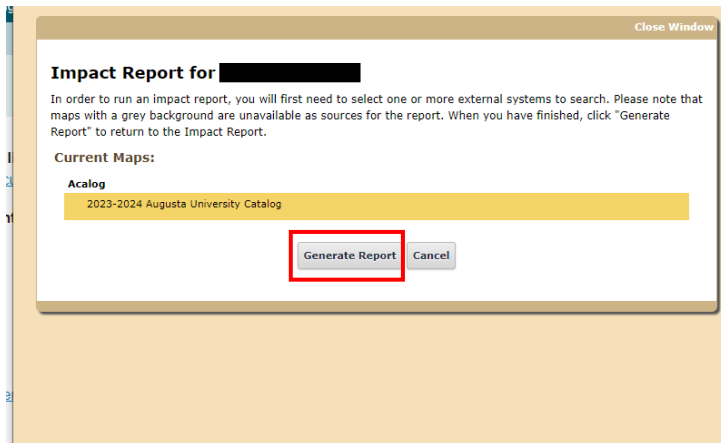 Close Window
Impact Report for
In order to run an impact report, you will first need to select one or more external systems to search. Please note that
maps with a grey background are unavailable as sources for the report. When you have finished, click "Generate
Report" to return to the Impact Report.
Current Maps:
Acalog
2023-2024 Augusta University Catalog
Generate Report Cancel